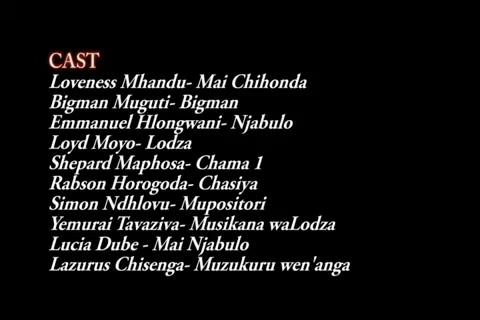 CAST
Loveness Mhandu- Mai Chihonda
Bigman Muguti- Bigman
Emmanuel Hlongwani- Njabulo
Loyd Moyo- Lodza
Shepard Maphosa- Chama 1
Rabson Horogoda- Chasiya
Simon Ndhlovu- Mupositori
Yemurai Tavaziva- Musikana waLodza
Lucia Dube - Mai Njabulo
Lazurus Chisenga- Muzukuru wen'anga